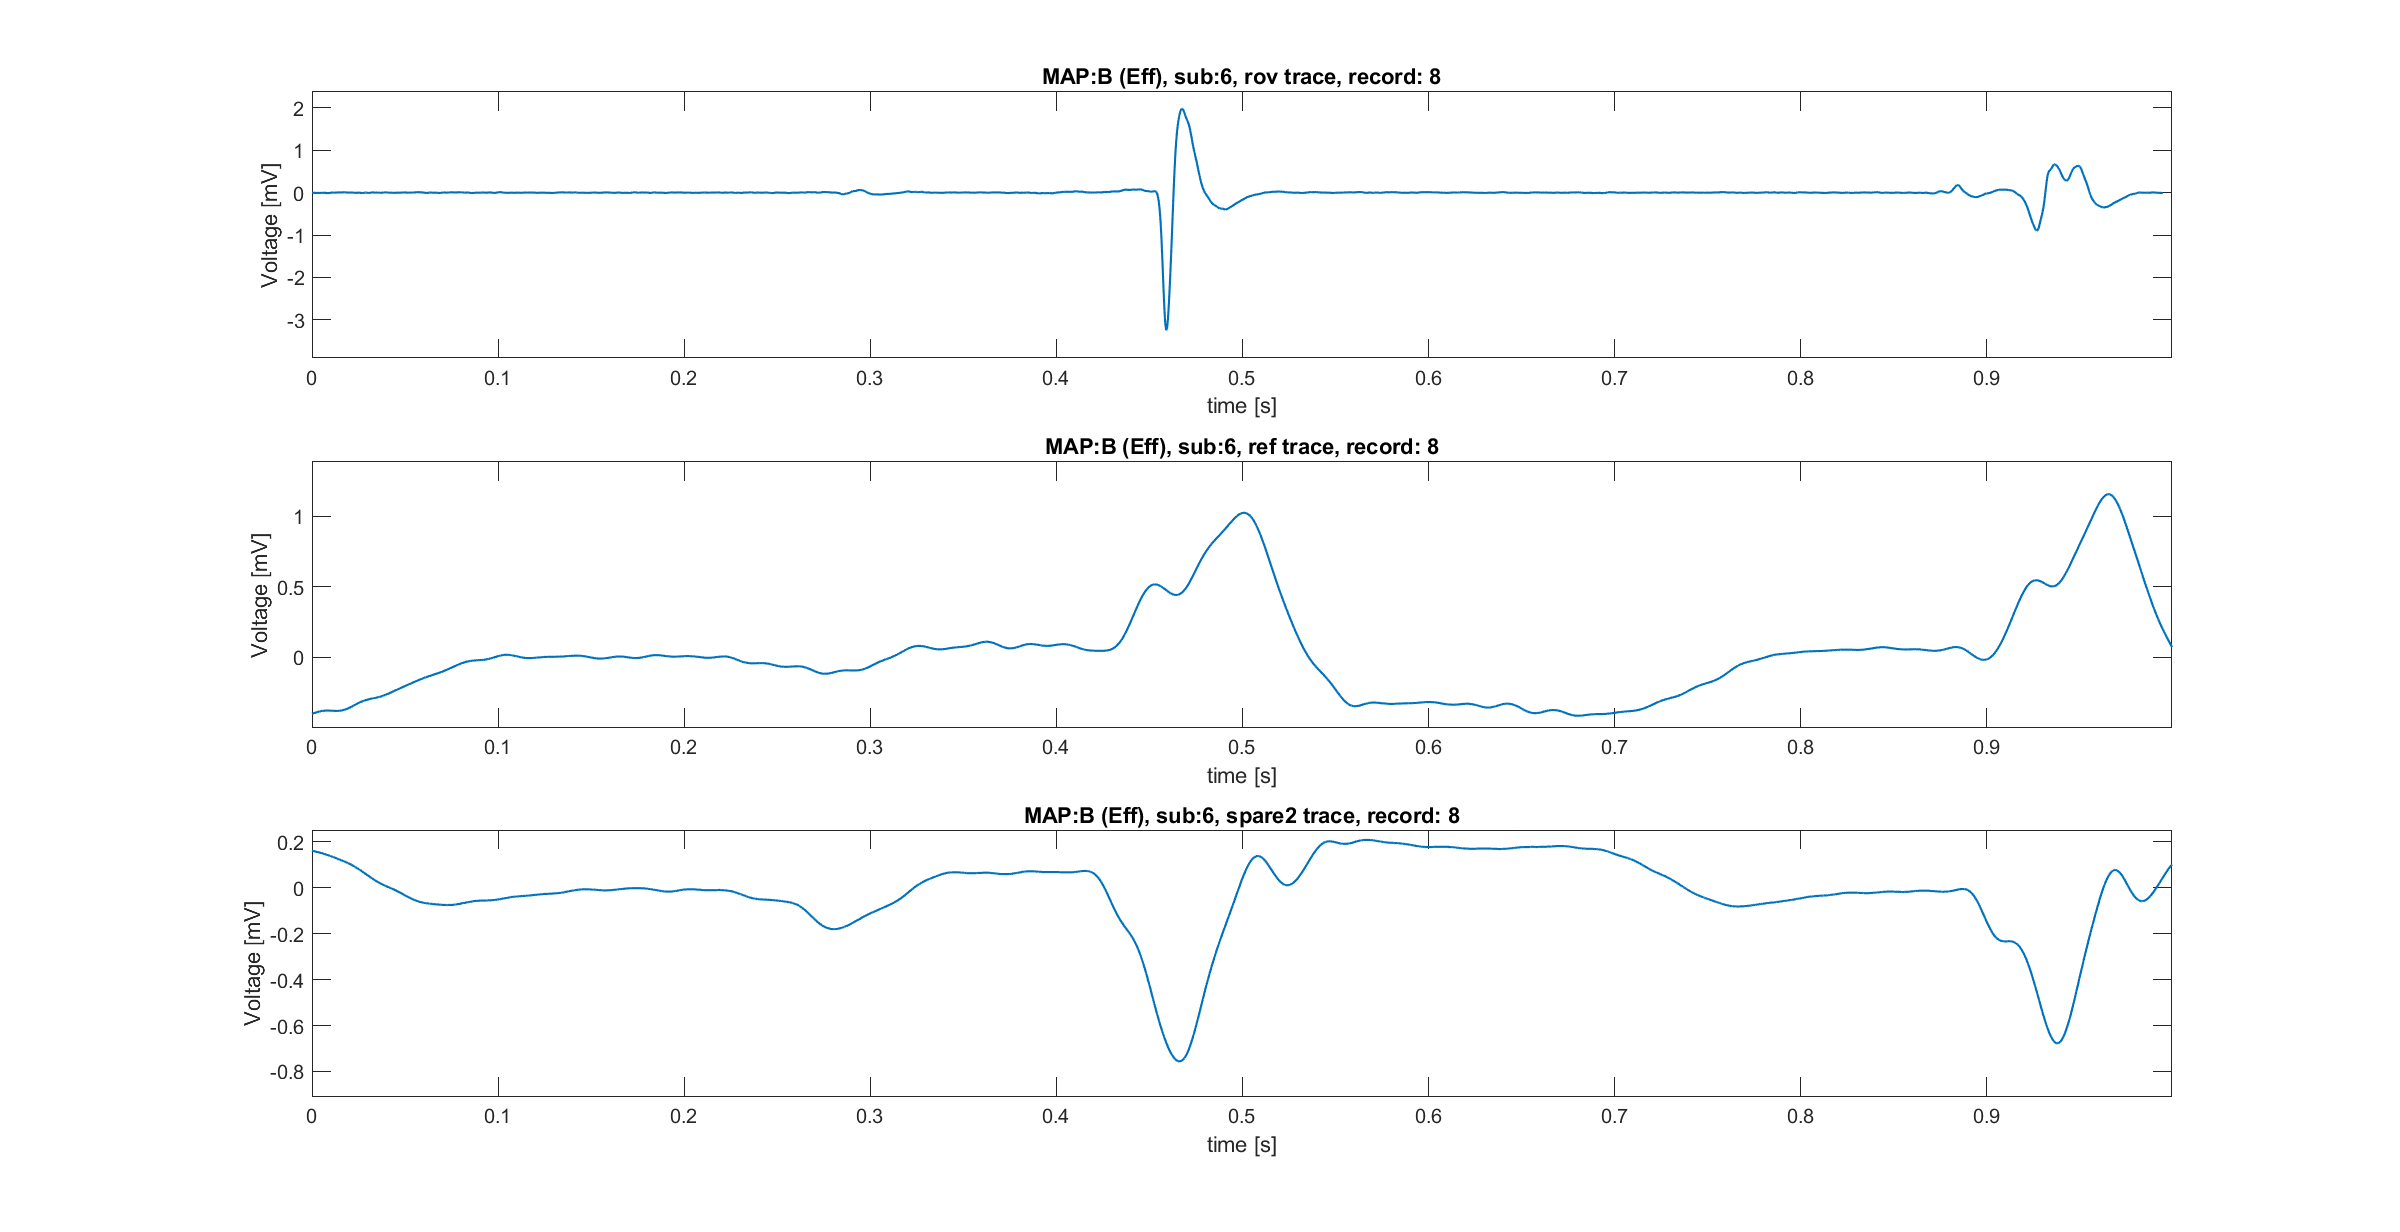 MAP:B (Eff), sub:6, rov trace, record: 8
Voltage [mV]
2
1
0
-1
-2
-3
0 0.1 0.2 0.3 0.4 0.5 0.6 0.7 0.8 0.9
time [s]
MAP:B (Eff), sub:6, ref trace, record: 8
Voltage [mV]
1
0.5
0
0 0.1 0.2 0.3 0.4 0.5 0.6 0.7 0.8 0.9
time [s]
MAP:B (Eff), sub:6, spare2 trace, record: 8
Voltage [mV]
0.2
0
-0.2
-0.4
-0.6
-0.8
0 0.1 0.2 0.3 0.4 0.5 0.6 0.7 0.8 0.9
time [s]